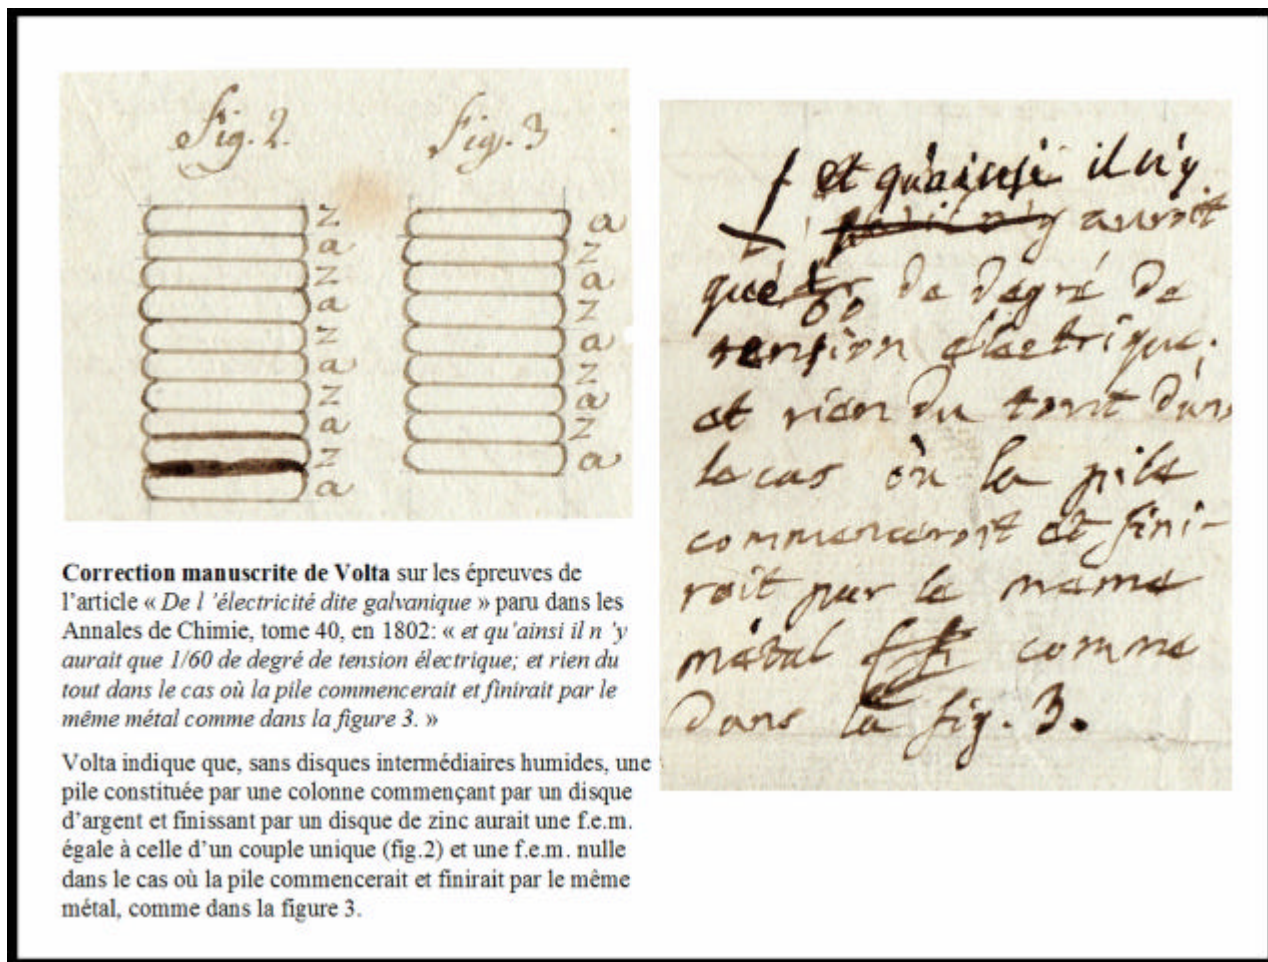 Fig. 2.
z
a
z
a
z
a
z
a
z
a
Fig. 3
a
z
a
z
a
z
a
z
a
et qu'ainsi il n'y
auroit
que 1/60 de degré de
tension électrique;
et rien du tout dans
le cas où la pile
commenceroit et fini-
roit par le même
métal comme
dans la fig. 3.
Correction manuscrite de Volta sur les épreuves de
l'article « De l 'électricité dite galvanique » paru dans les
Annales de Chimie, tome 40, en 1802: « et qu'ainsi il n 'y
aurait que 1/60 de degré de tension électrique; et rien du
tout dans le cas où la pile commencerait et finirait par le
même métal comme dans la figure 3. »
Volta indique que, sans disques intermédiaires humides, une
pile constituée par une colonne commençant par un disque
d'argent et finissant par un disque de zinc aurait une f.e.m.
égale à celle d'un couple unique (fig.2) et une f.e.m. nulle
dans le cas où la pile commencerait et finirait par le même
métal, comme dans la figure 3.